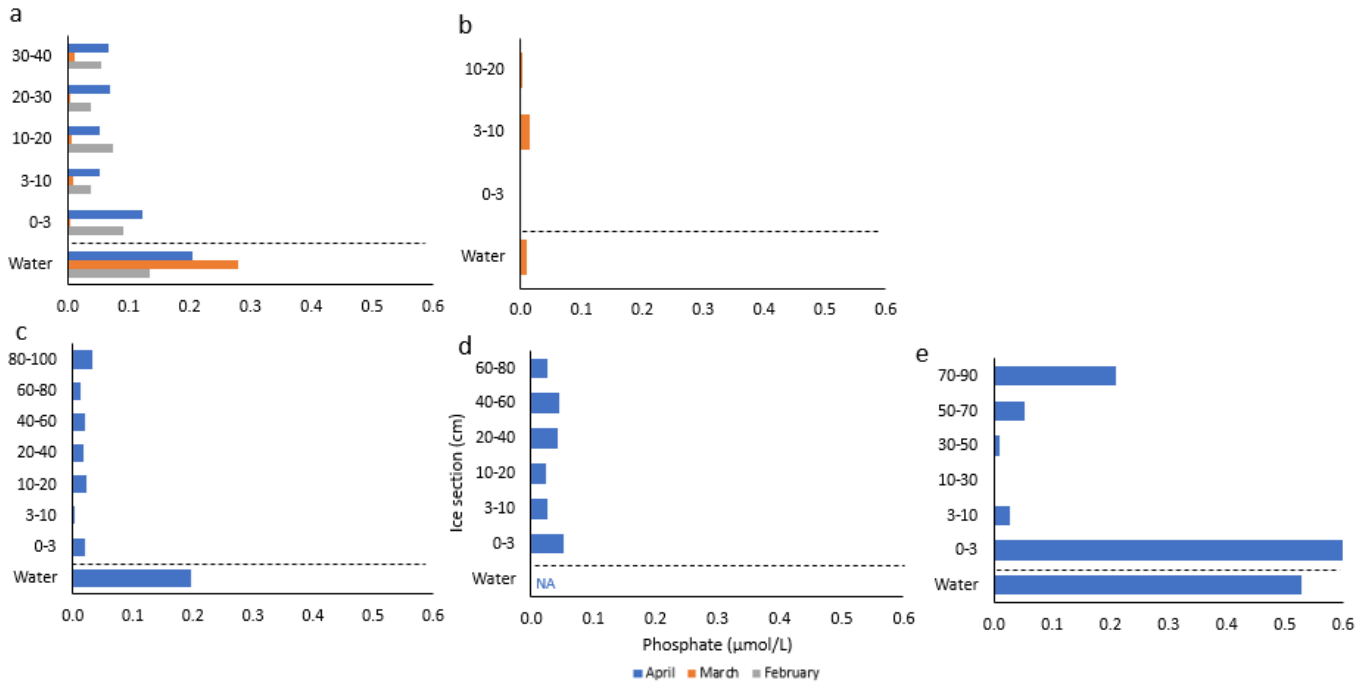 a
30-40
20-30
10-20
3-10
0-3
Water
0.0 0.1 0.2 0.3 0.4 0.5 0.6
b
10-20
3-10
0-3
Water
0.0 0.1 0.2 0.3 0.4 0.5 0.6
c
80-100
60-80
40-60
20-40
10-20
3-10
0-3
Water
0.0 0.1 0.2 0.3 0.4 0.5 0.6
d
Ice section (cm)
60-80
40-60
20-40
10-20
3-10
0-3
Water NA
0.0 0.1 0.2 0.3 0.4 0.5 0.6
Phosphate (μmol/L)
April March February
e
70-90
50-70
30-50
10-30
3-10
0-3
Water
0.0 0.1 0.2 0.3 0.4 0.5 0.6